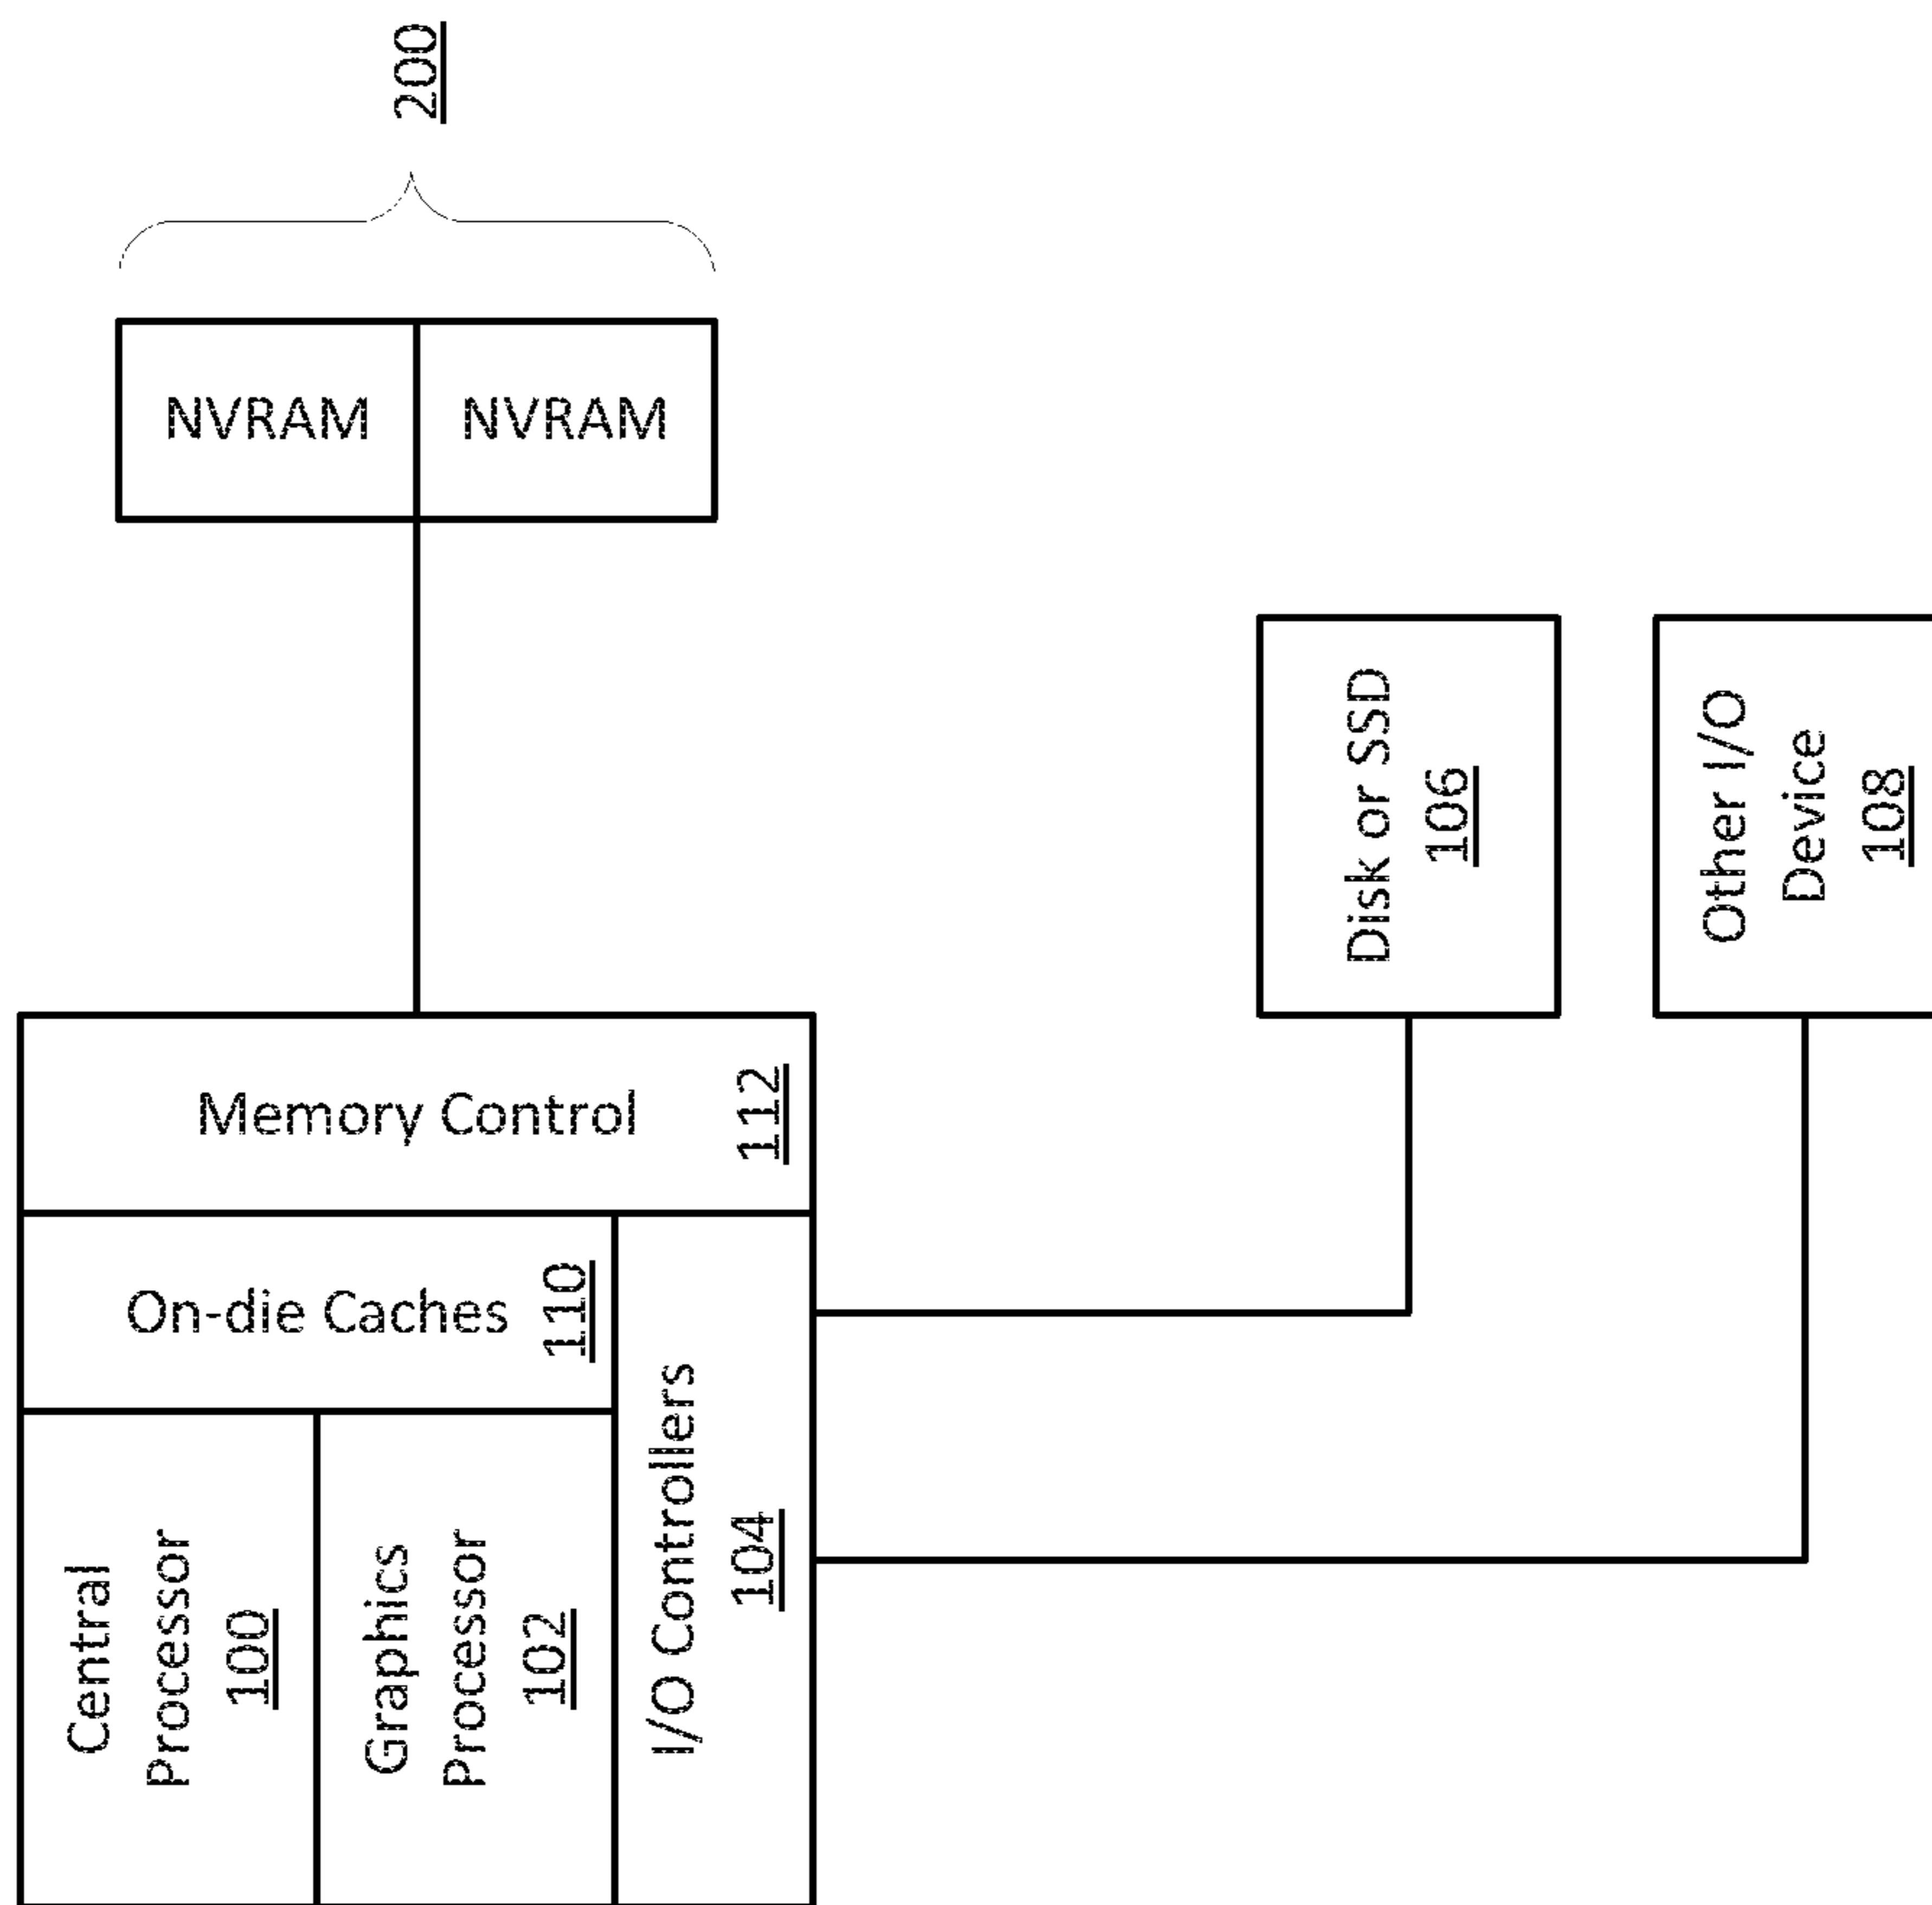 200
NVRAM
NVRAM
Memory Control
112
On-die Caches
110
Central
Processor
100
Graphics
Processor
102
I/O Controllers
104
Disk or SSD
106
Other I/O
Device
108